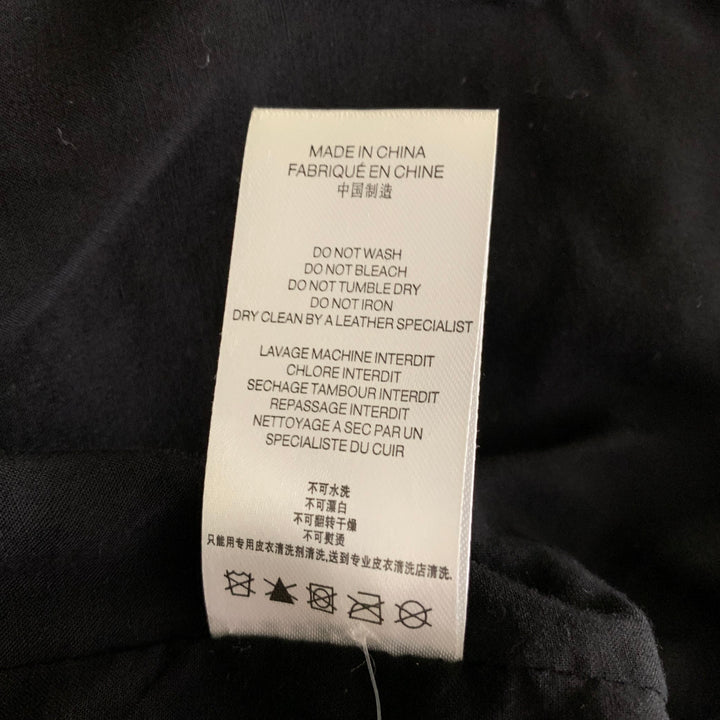 MADE IN CHINA
FABRIQUÉ EN CHINE
中国制造
DO NOT WASH
DO NOT BLEACH
DO NOT TUMBLE DRY
DO NOT IRON
DRY CLEAN BY A LEATHER SPECIALIST
LAVAGE MACHINE INTERDIT
CHLORE INTERDIT
SECHAGE TAMBOUR INTERDIT
REPASSAGE INTERDIT
NETTOYAGE A SEC PAR UN
SPECIALISTE DU CUIR
不可水洗
不可漂白
不可翻转干燥
不可熨烫
只能用专用皮衣清洗剂清洗,送到专业皮衣清洗店清洗.